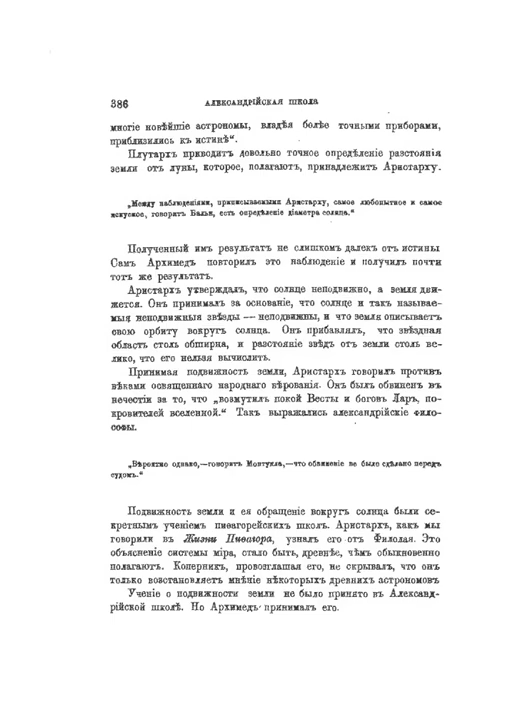 386 АЛЕКСАНДРІЙСКАЯ ШКОЛА
многіе новѣйшіе астрономы, владѣя болѣе точными приборами,
приблизились къ истинѣ“.
Плутархъ приводитъ довольно точное опредѣленіе разстоянія
земли отъ луны, которое, полагаютъ, принадлежитъ Аристарху.
„Между наблюденіями, приписываемыми Аристарху, самое любопытное и самое
искусное, говоритъ Бальи, есть опредѣленіе діаметра солнца.“
Полученный имъ результатъ не слишкомъ далекъ отъ истины
Самъ Архимедъ повторилъ это наблюденіе и получилъ почти
тотъ же результатъ.
Аристархъ утверждалъ, что солнце неподвижно, а земля дви-
жется. Онъ принималъ за основаніе, что солнце и такъ называе-
мыя неподвижныя звѣзды — неподвижны, и что земля описываетъ
свою орбиту вокругъ солнца. Онъ прибавлялъ, что звѣздная
область столь обширна, и разстояніе звѣздъ отъ земли столь ве-
лико, что его нельзя вычислить.
Принимая подвижность земли, Аристархъ говорилъ противъ
вѣками освященнаго народнаго вѣрованія. Онъ былъ обвиненъ въ
нечестіи за то, что „возмутилъ покой Весты и боговъ Ларъ, по-
кровителей вселенной.“ Такъ выражались александрійскіе фило-
софы.
„Вѣроятно однако,—говоритъ Монтукла,—что обвиненіе не было сдѣлано передъ
судомъ.“
Подвижность земли и ея обращеніе вокругъ солнца были се-
кретнымъ ученіемъ пиѳагорейскихъ школъ. Аристархъ, какъ мы
говорили въ Жизни Пиѳагора, узналъ его отъ Филолая. Это
объясненіе системы міра, стало быть, древнѣе, чѣмъ обыкновенно
полагаютъ. Коперникъ, провозглашая его, не скрывалъ, что онъ
только возстановляетъ мнѣніе нѣкоторыхъ древнихъ астрономовъ
Ученіе о подвижности земли не было принято въ Александ-
рійской школѣ. Но Архимедъ принималъ его.